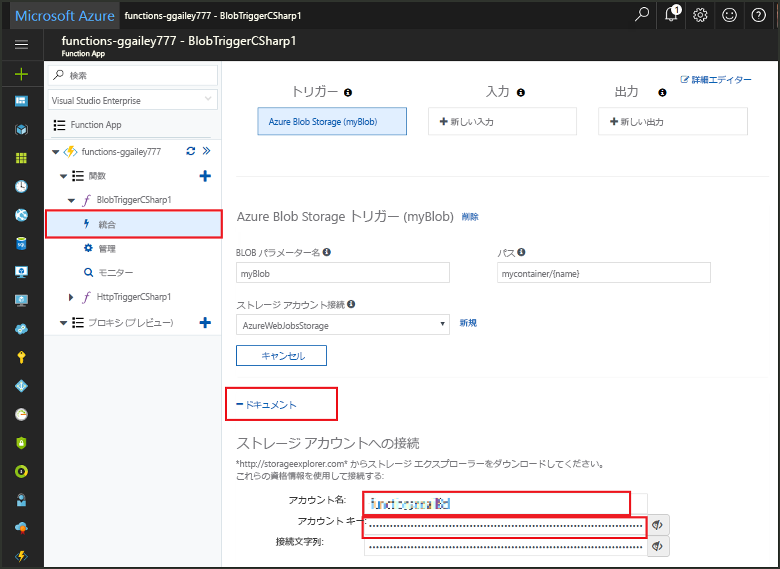 Microsoft Azure functions-ggailey777 - BlobTriggerCSharp1
1
functions-ggailey777 - BlobTriggerCSharp1
Function App
検索
Visual Studio Enterprise
Function App
functions-ggailey777
関数
BlobTriggerCSharp1
統合
管理
モニター
HttpTriggerCSharp1
プロキシ (プレビュー)
詳細エディター
トリガー 入力 出力
Azure Blob Storage (myBlob) 新しい入力 新しい出力
Azure Blob Storage トリガー (myBlob) 削除
BLOB パラメーター名 パス
myBlob mycontainer/{name}
ストレージ アカウント接続
AzureWebJobsStorage 新規
キャンセル
ドキュメント
ストレージ アカウントへの接続
*http://storageexplorer.com* からストレージ エクスプローラーをダウンロードしてください。
これらの資格情報を使用して接続する:
アカウント名:
アカウント キー:
接続文字列: